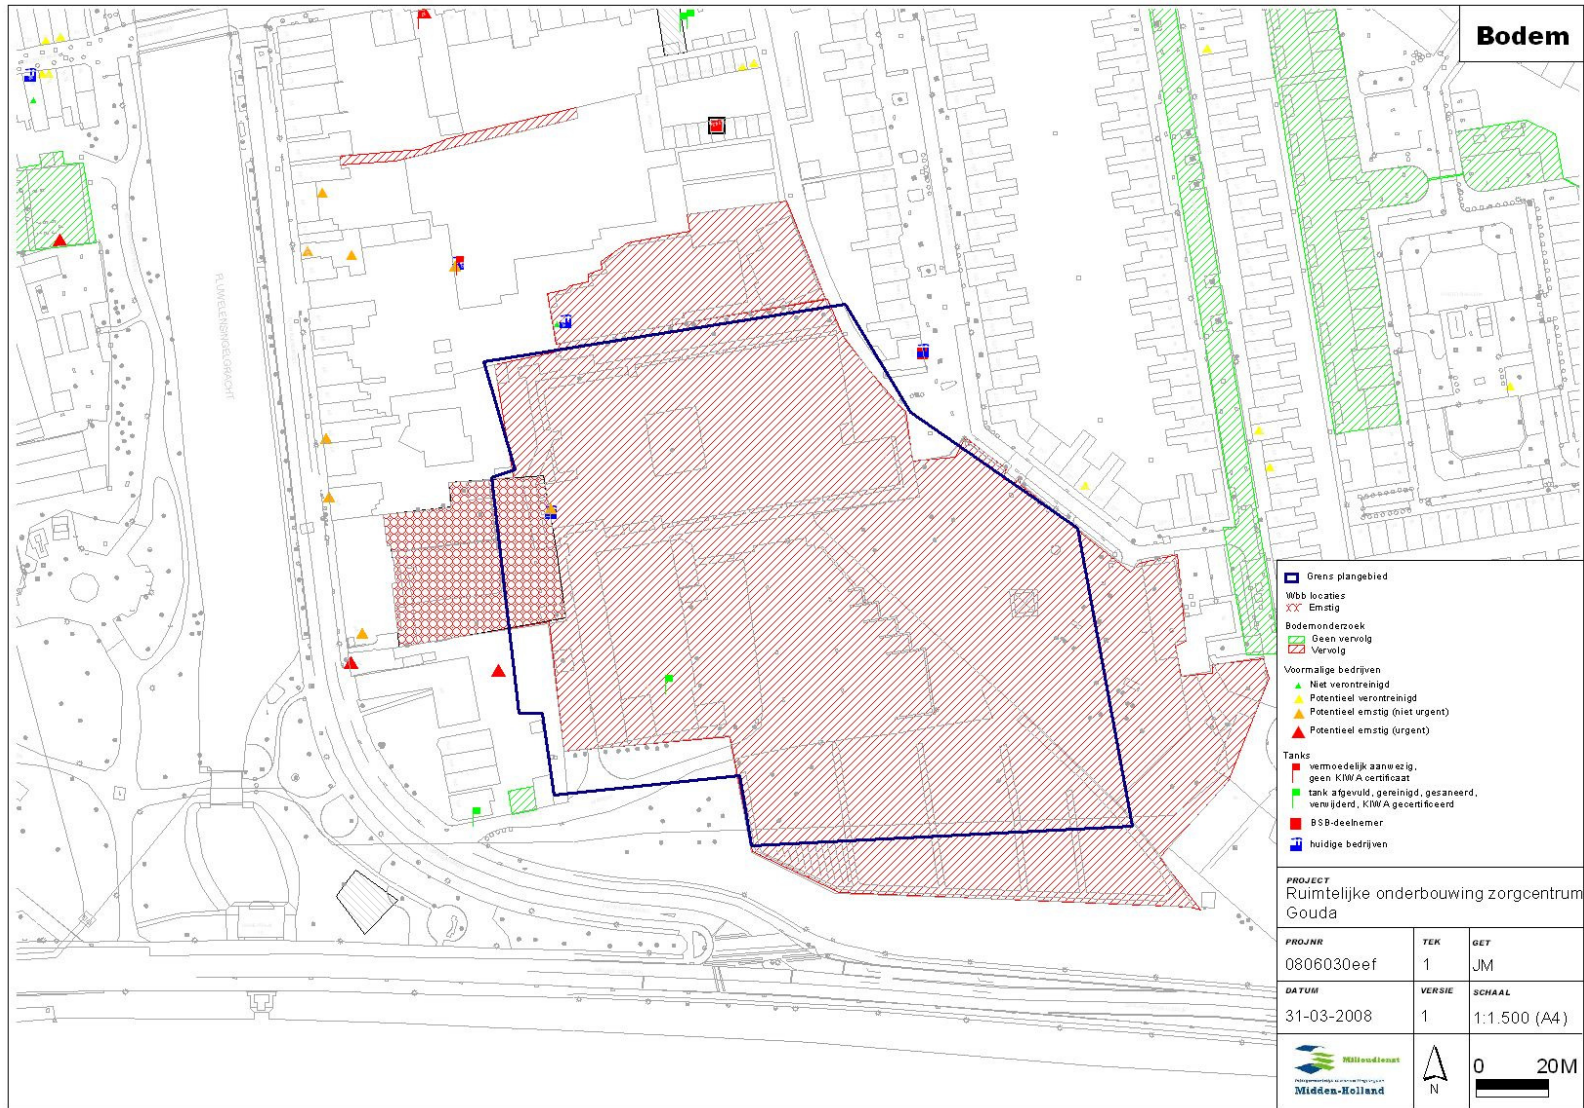 Bodem
FLUWELENSINGELGRACHT
Grens plangebied
Wbb locaties
Ernstig
Bodemonderzoek
Geen vervolg
Vervolg
Voormalige bedrijven
Niet verontreinigd
Potentieel verontreinigd
Potentieel ernstig (niet urgent)
Potentieel ernstig (urgent)
Tanks
vermoedelijk aanwezig,
geen KIWA certificaat
tank afgevuld, gereinigd, gesaneerd,
verwijderd, KIWA gecertificeerd
BSB-deelnemer
huidige bedrijven
PROJECT
Ruimtelijke onderbouwing zorgcentrum
Gouda
PROJNR TEK GET
0806030eef 1 JM
DATUM VERSIE SCHAAL
31-03-2008 1 1:1.500 (A4)
Milieudienst
Midden-Holland
N
0 20M